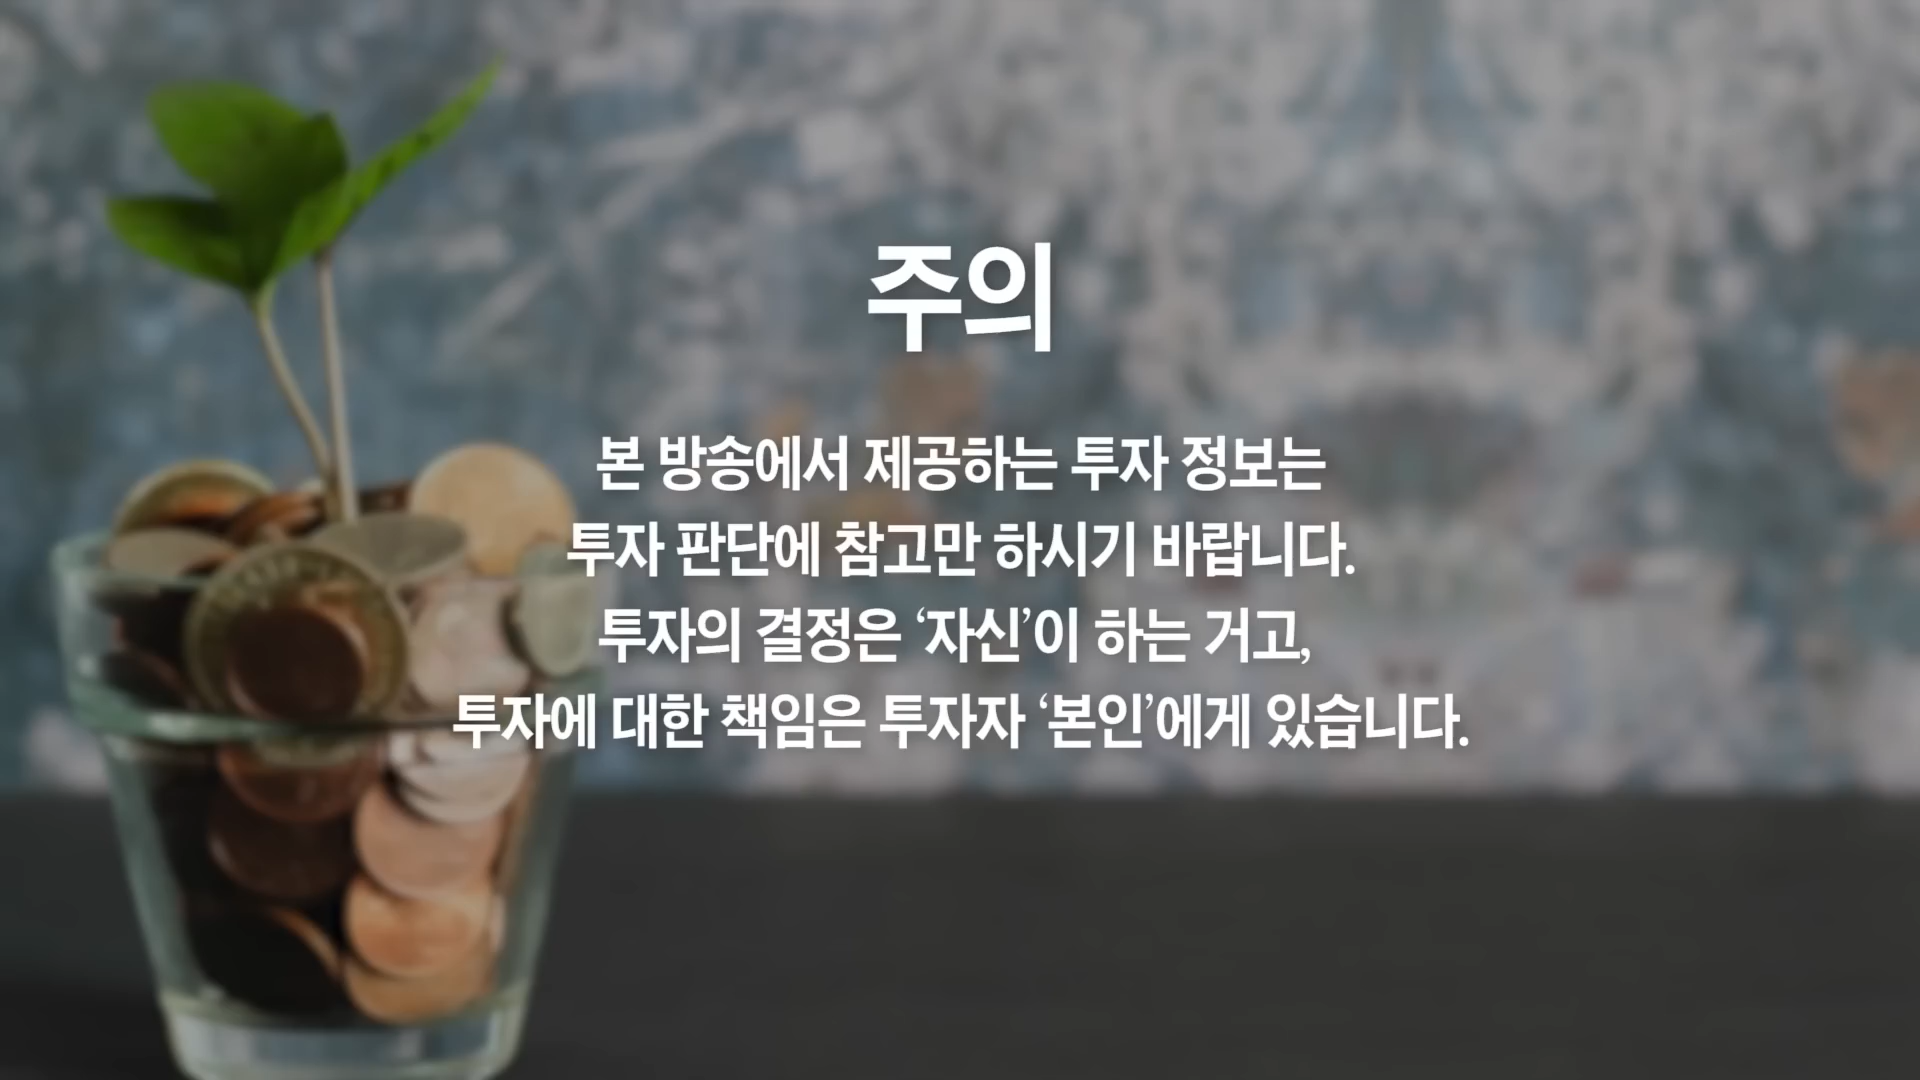 주의
본 방송에서 제공하는 투자 정보는
투자 판단에 참고만 하시기 바랍니다.
투자의 결정은 ‘자신’이 하는 거고,
투자에 대한 책임은 투자자 ‘본인’에게 있습니다.